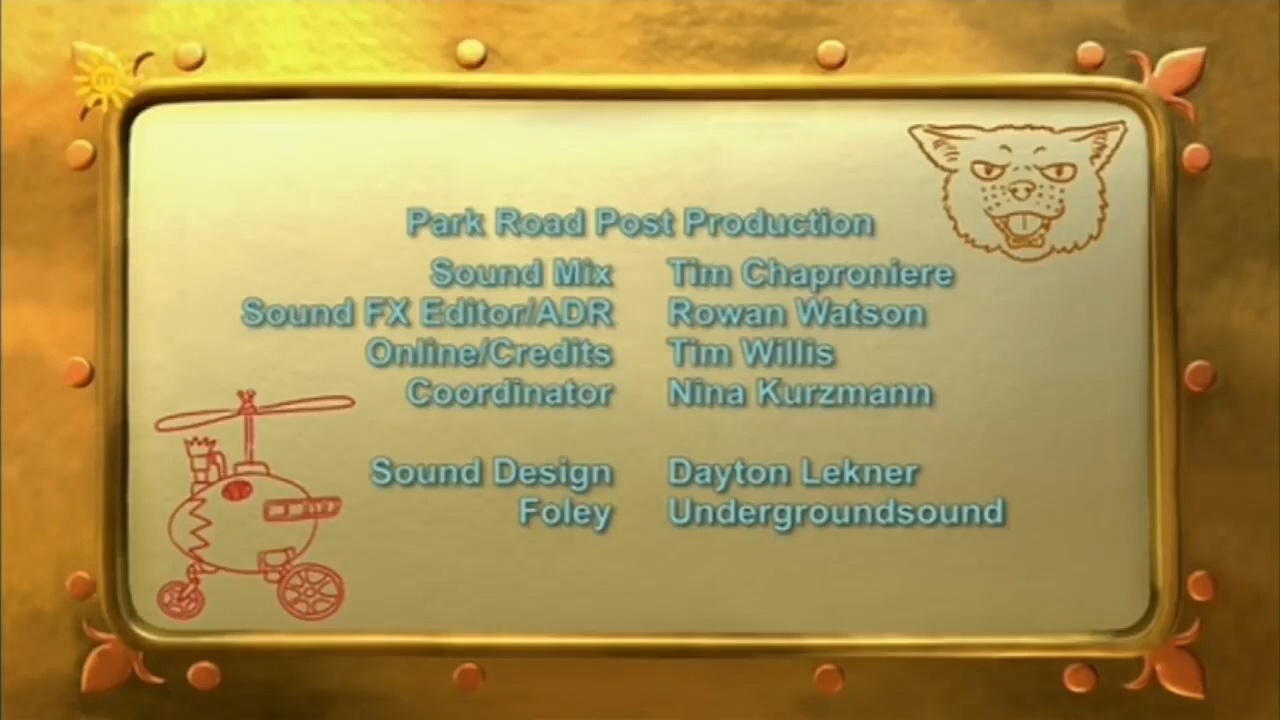 Park Road Post Production
Sound Mix Tim Chaproniere
Sound FX Editor/ADR Rowan Watson
Online/Credits Tim Willis
Coordinator Nina Kurzmann
Sound Design Dayton Lekner
Foley Undergroundsound